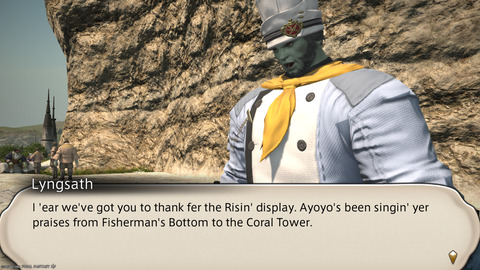 Lyngsath
I 'ear we've got you to thank fer the Risin' display. Ayoyo's been singin' yer
praises from Fisherman's Bottom to the Coral Tower.